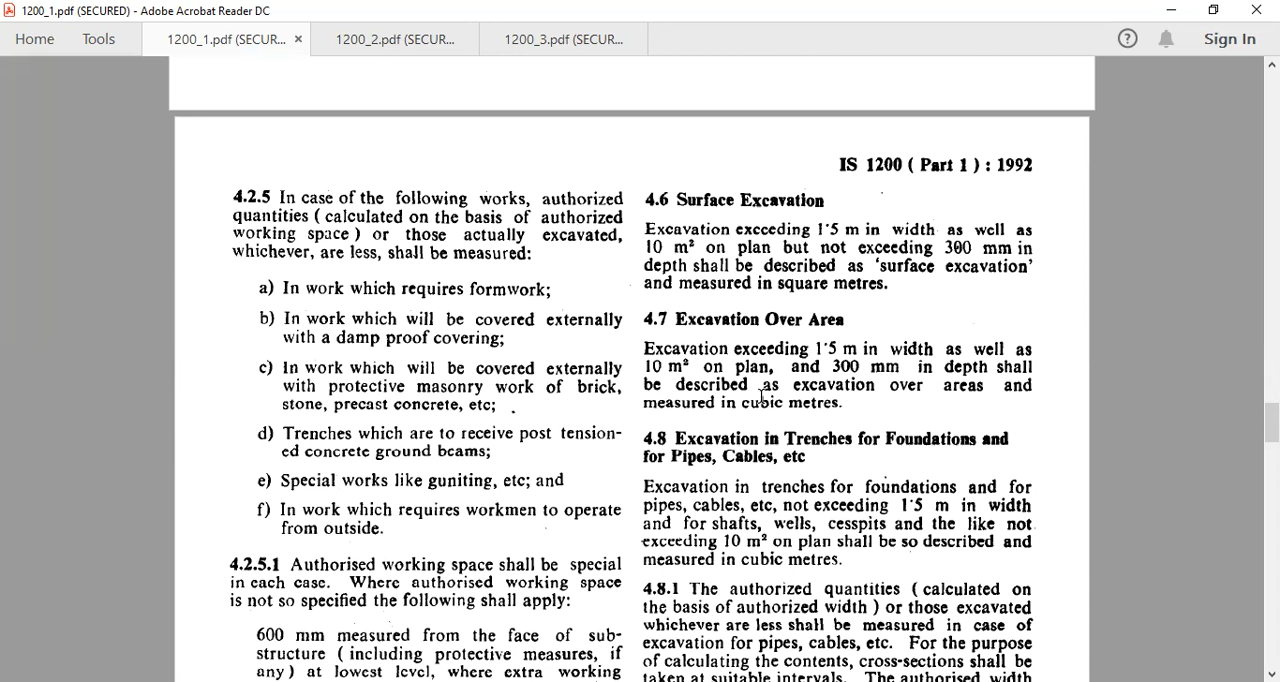 1200_1.pdf (SECURED) - Adobe Acrobat Reader DC
Home Tools 1200_1.pdf (SECUR... × 1200_2.pdf (SECUR... 1200_3.pdf (SECUR... Sign In
IS 1200 ( Part 1 ) : 1992
4.2.5 In case of the following works, authorized
quantities ( calculated on the basis of authorized
working space ) or those actually excavated,
whichever, are less, shall be measured:
a) In work which requires formwork;
b) In work which will be covered externally
with a damp proof covering;
c) In work which will be covered externally
with protective masonry work of brick,
stone, precast concrete, etc;
d) Trenches which are to receive post tension-
ed concrete ground beams;
e) Special works like guniting, etc; and
f) In work which requires workmen to operate
from outside.
4.2.5.1 Authorised working space shall be special
in each case. Where authorised working space
is not so specified the following shall apply:
600 mm measured from the face of sub-
structure ( including protective measures, if
any ) at lowest level, where extra working
4.6 Surface Excavation
Excavation exceeding 1·5 m in width as well as
10 m² on plan but not exceeding 300 mm in
depth shall be described as ‘surface excavation’
and measured in square metres.
4.7 Excavation Over Area
Excavation exceeding 1·5 m in width as well as
10 m² on plan, and 300 mm in depth shall
be described as excavation over areas and
measured in cubic metres.
4.8 Excavation in Trenches for Foundations and
for Pipes, Cables, etc
Excavation in trenches for foundations and for
pipes, cables, etc, not exceeding 1·5 m in width
and for shafts, wells, cesspits and the like not
exceeding 10 m² on plan shall be so described and
measured in cubic metres.
4.8.1 The authorized quantities ( calculated on
the basis of authorized width ) or those excavated
whichever are less shall be measured in case of
excavation for pipes, cables, etc. For the purpose
of calculating the contents, cross-sections shall be
taken at suitable intervals. The authorised width